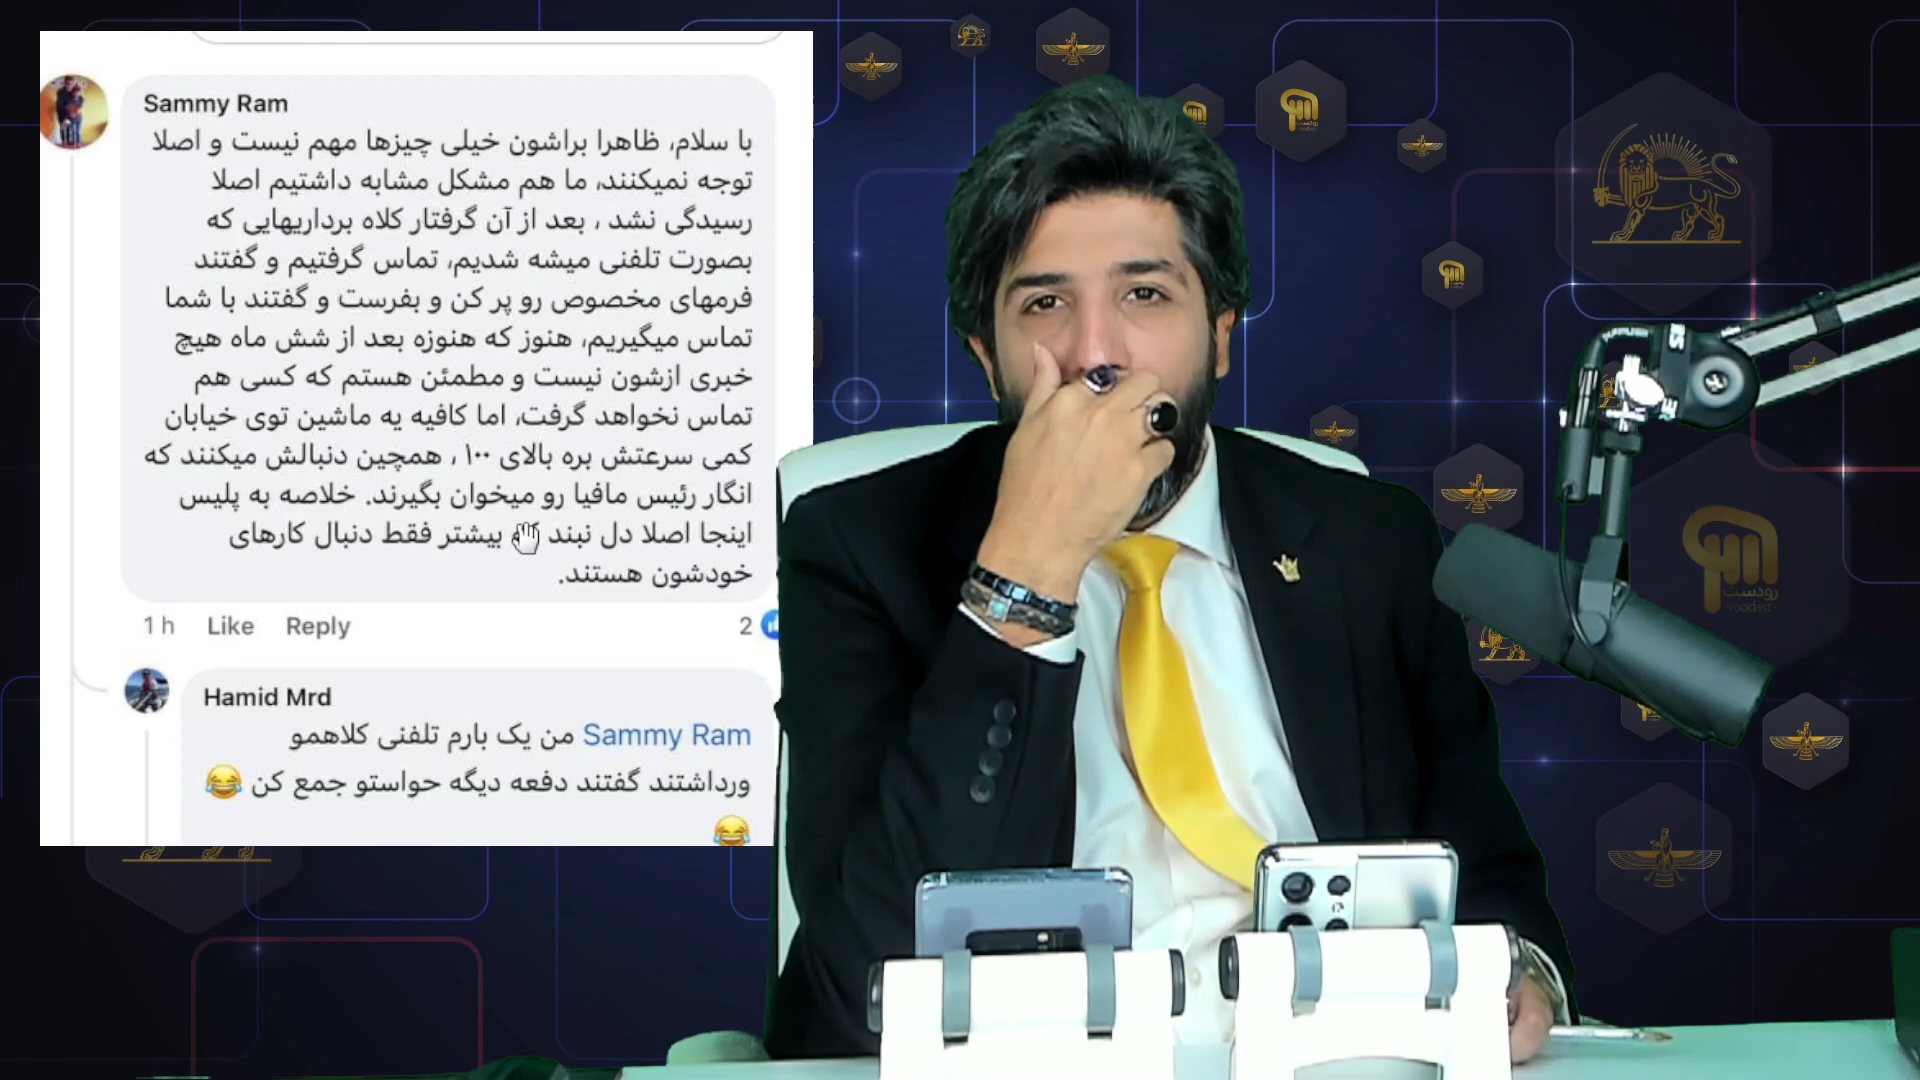 Sammy Ram
با سلام، ظاهرا براشون خیلی چیزها مهم نیست و اصلا
توجه نمیکنند، ما هم مشکل مشابه داشتیم اصلا
رسیدگی نشد ، بعد از آن گرفتار کلاه برداریهایی که
بصورت تلفنی میشه شدیم، تماس گرفتیم و گفتند
فرمهای مخصوص رو پر کن و بفرست و گفتند با شما
تماس میگیریم، هنوز که هنوزه بعد از شش ماه هیچ
خبری ازشون نیست و مطمئن هستم که کسی هم
تماس نخواهد گرفت، اما کافیه یه ماشین توی خیابان
کمی سرعتش بره بالای ۱۰۰ ، همچین دنبالش میکنند که
انگار رئیس مافیا رو میخوان بگیرند. خلاصه به پلیس
اینجا اصلا دل نبند بیشتر فقط دنبال کارهای
خودشون هستند.
1 h Like Reply 2
Hamid Mrd
Sammy Ram من یک بارم تلفنی کلاهمو
ورداشتند گفتند دفعه دیگه حواستو جمع کن 😂
😂
رودست
-roodast-